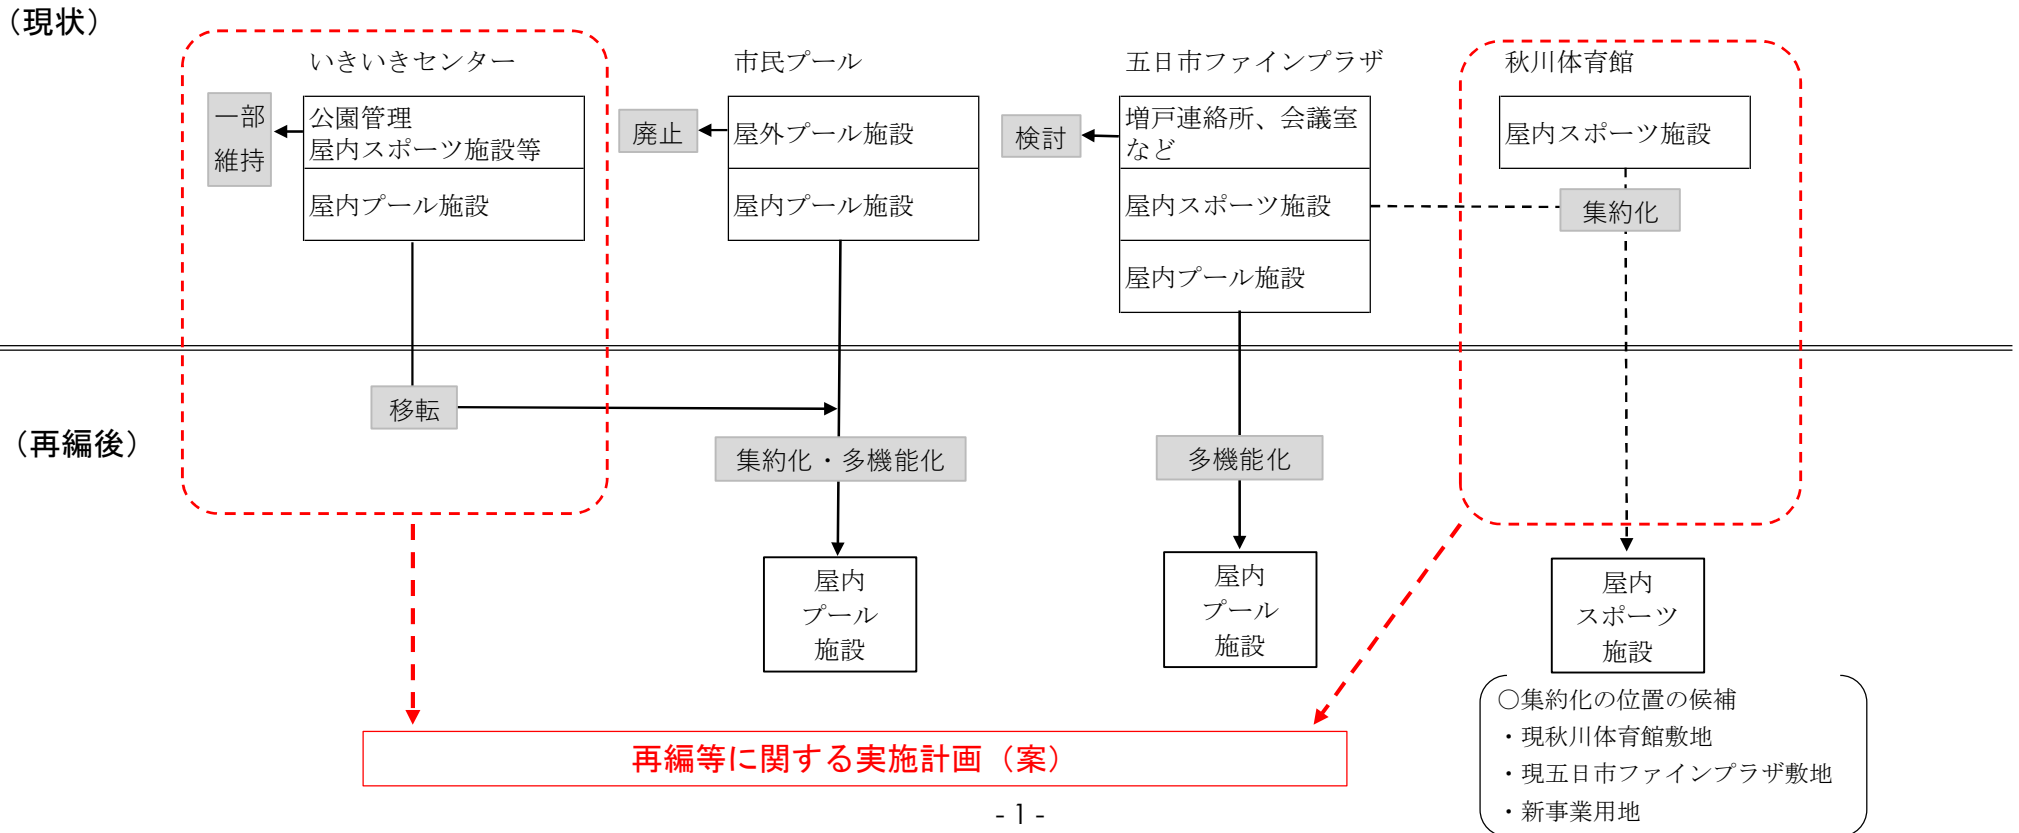 （現状）
いきいきセンター
市民プール
五日市ファインプラザ
秋川体育館
一部
維持
公園管理
屋内スポーツ施設等
屋内プール施設
廃止
屋外プール施設
屋内プール施設
検討
増戸連絡所、会議室
など
屋内スポーツ施設
屋内プール施設
屋内スポーツ施設
集約化
移転
（再編後）
集約化・多機能化
多機能化
屋内
プール
施設
屋内
プール
施設
屋内
スポーツ
施設
○集約化の位置の候補
・現秋川体育館敷地
・現五日市ファインプラザ敷地
・新事業用地
再編等に関する実施計画（案）
- 1 -